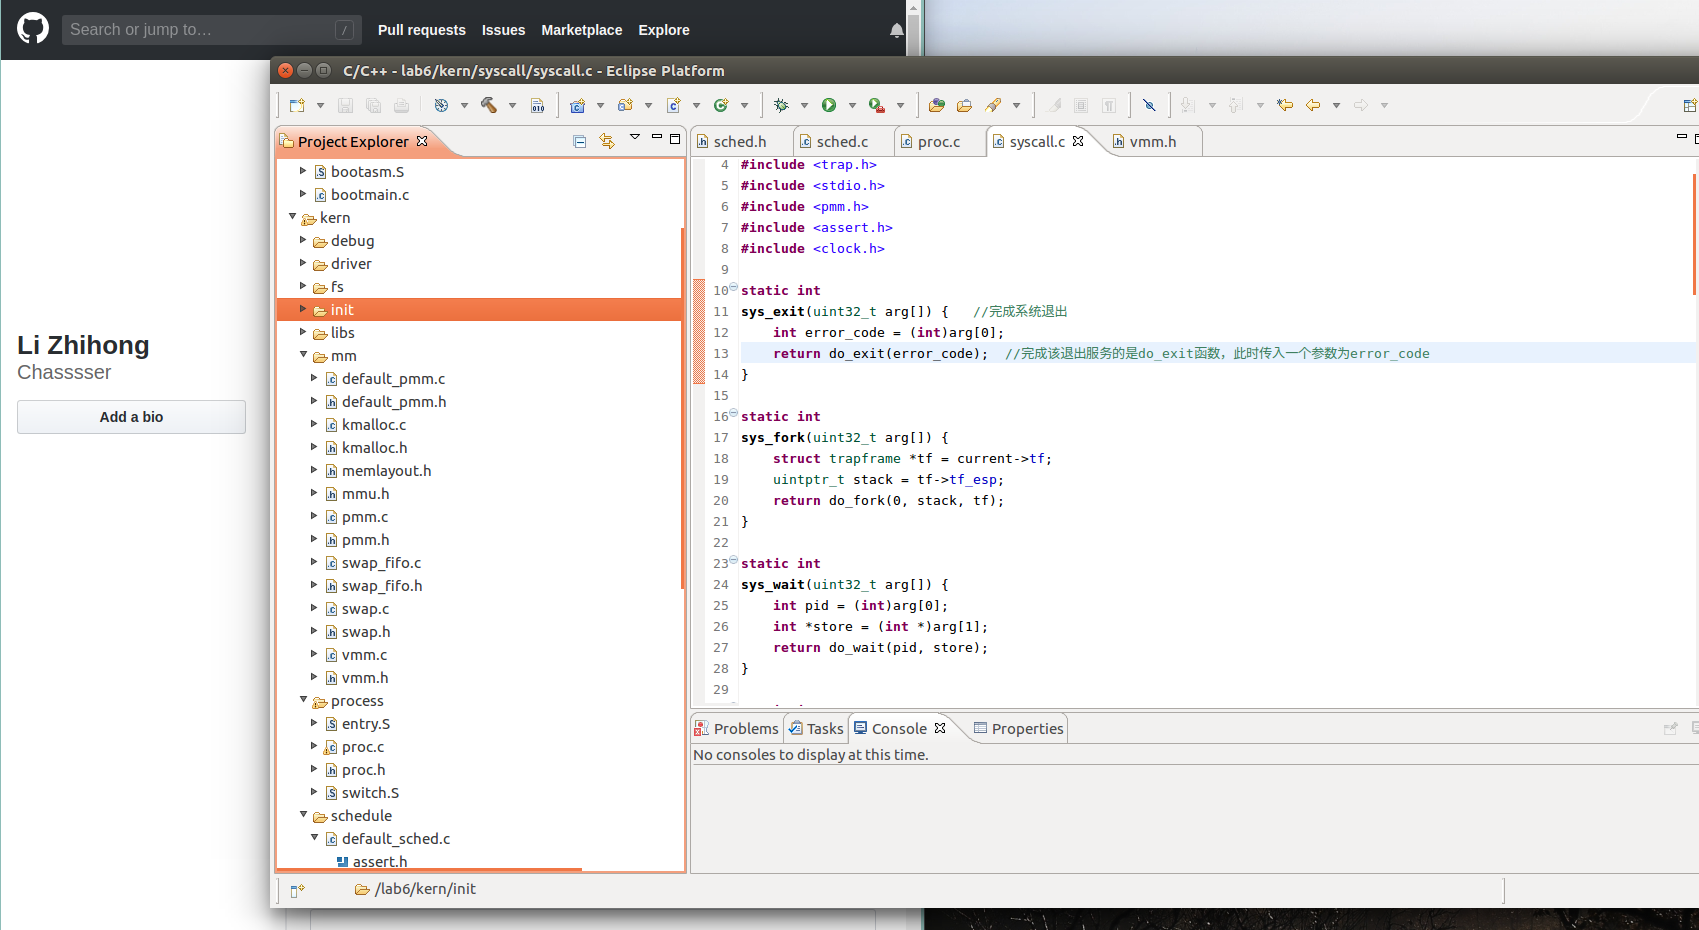 Search or jump to…
/
Pull requests
Issues
Marketplace
Explore
Li Zhihong
Chasssser
Add a bio
C/C++ - lab6/kern/syscall/syscall.c - Eclipse Platform
Project Explorer
bootasm.S
bootmain.c
kern
debug
driver
fs
init
libs
mm
default_pmm.c
default_pmm.h
kmalloc.c
kmalloc.h
memlayout.h
mmu.h
pmm.c
pmm.h
swap_fifo.c
swap_fifo.h
swap.c
swap.h
vmm.c
vmm.h
process
entry.S
proc.c
proc.h
switch.S
schedule
default_sched.c
assert.h
sched.h
sched.c
proc.c
syscall.c
vmm.h
4 #include <trap.h>
5 #include <stdio.h>
6 #include <pmm.h>
7 #include <assert.h>
8 #include <clock.h>
9
10 static int
11 sys_exit(uint32_t arg[]) {   //完成系统退出
12     int error_code = (int)arg[0];
13     return do_exit(error_code);  //完成该退出服务的是do_exit函数，此时传入一个参数为error_code
14 }
15
16 static int
17 sys_fork(uint32_t arg[]) {
18     struct trapframe *tf = current->tf;
19     uintptr_t stack = tf->tf_esp;
20     return do_fork(0, stack, tf);
21 }
22
23 static int
24 sys_wait(uint32_t arg[]) {
25     int pid = (int)arg[0];
26     int *store = (int *)arg[1];
27     return do_wait(pid, store);
28 }
29
Problems
Tasks
Console
Properties
No consoles to display at this time.
/lab6/kern/init